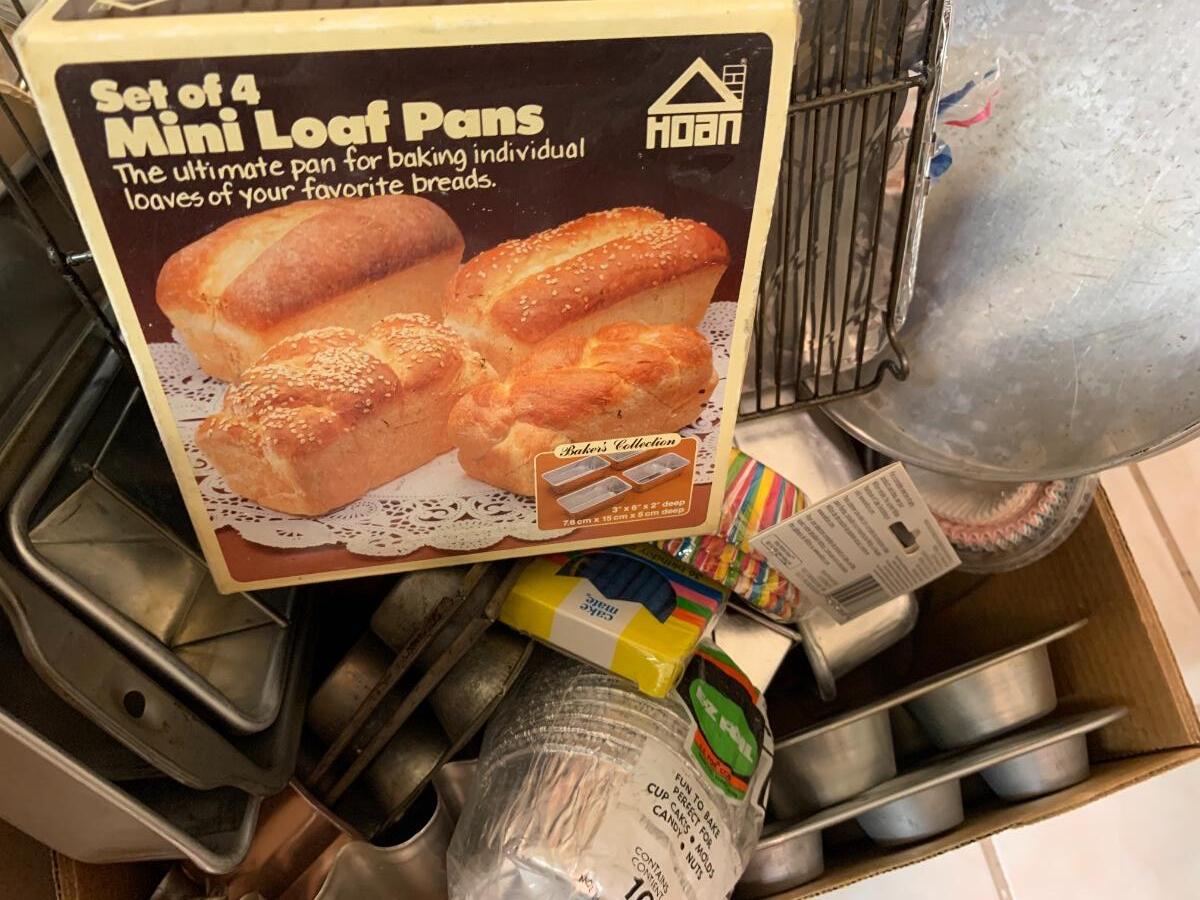 Set of 4
Mini Loaf Pans
The ultimate pan for baking individual
loaves of your favorite breads.
HOAN
Baker's Collection
3" x 6" x 2" deep
7.6 cm x 15 cm x 5 cm deep
cake
mate
EZ FOIL
FUN TO BAKE
PERFECT FOR
CUP CAKES • MOLDS
CANDY • NUTS
CONTAINS